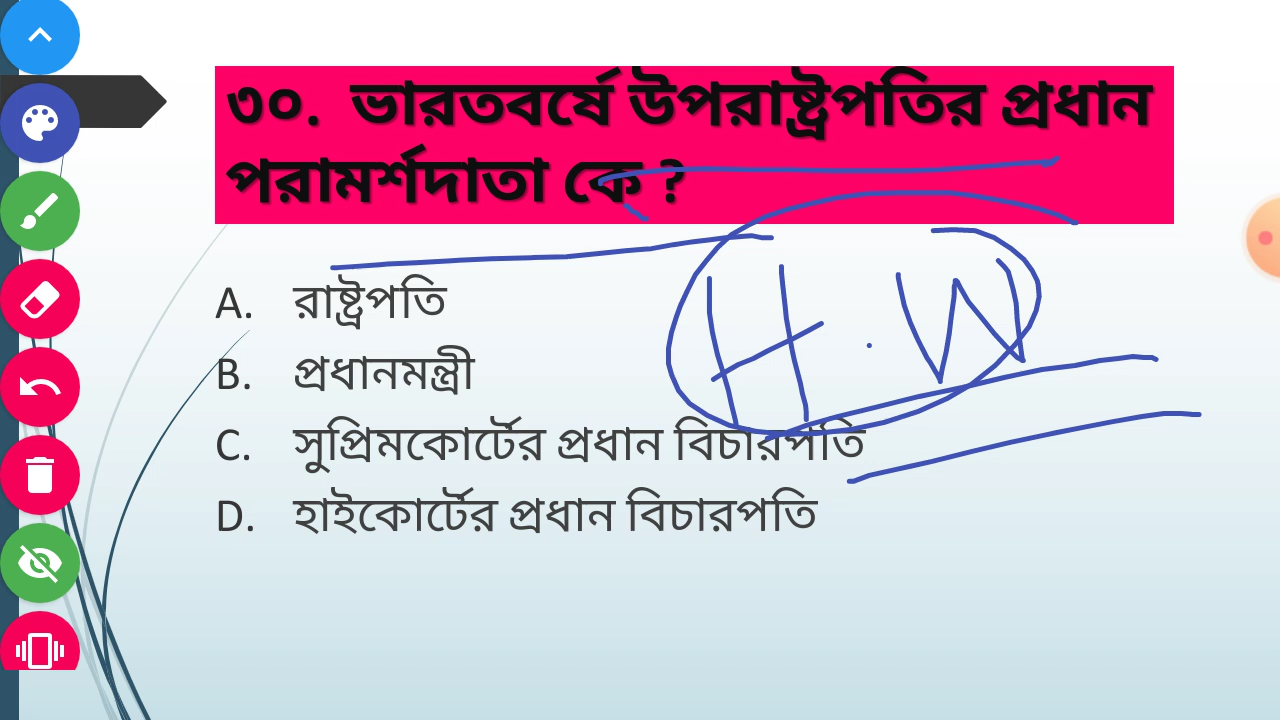 ৩০. ভারতবর্ষে উপরাষ্ট্রপতির প্রধান
পরামর্শদাতা কে ?
H.W
A. রাষ্ট্রপতি
B. প্রধানমন্ত্রী
C. সুপ্রিমকোর্টের প্রধান বিচারপতি
D. হাইকোর্টের প্রধান বিচারপতি